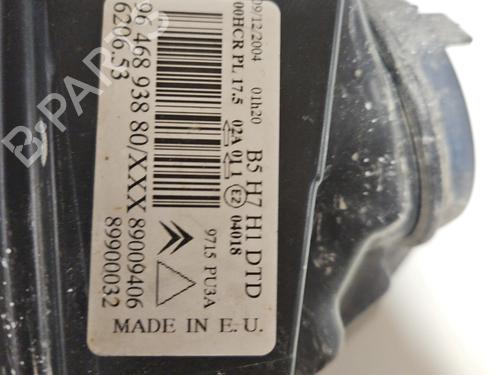 09/12/2004 01h20 B5 H7 H1 DTD
00HCR PL 17.5 02A 01 1 E2 04018
9715 PU3A
96 468 938 80/XXX 89009406
6206.53 89900032
MADE IN E. U.
B-PARTS